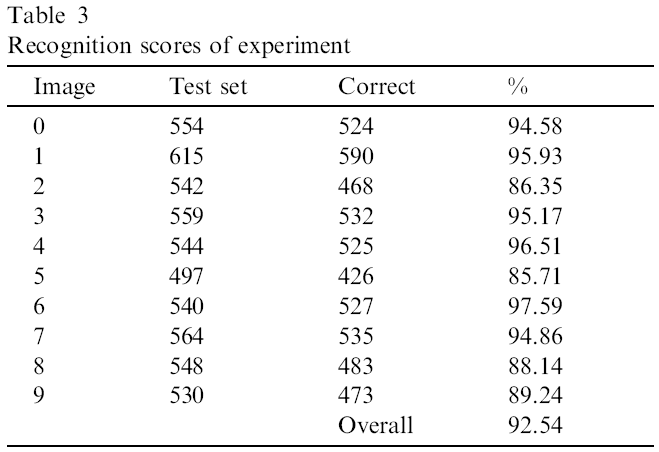 Table 3
Recognition scores of experiment
Image Test set Correct %
0 554 524 94.58
1 615 590 95.93
2 542 468 86.35
3 559 532 95.17
4 544 525 96.51
5 497 426 85.71
6 540 527 97.59
7 564 535 94.86
8 548 483 88.14
9 530 473 89.24
Overall 92.54